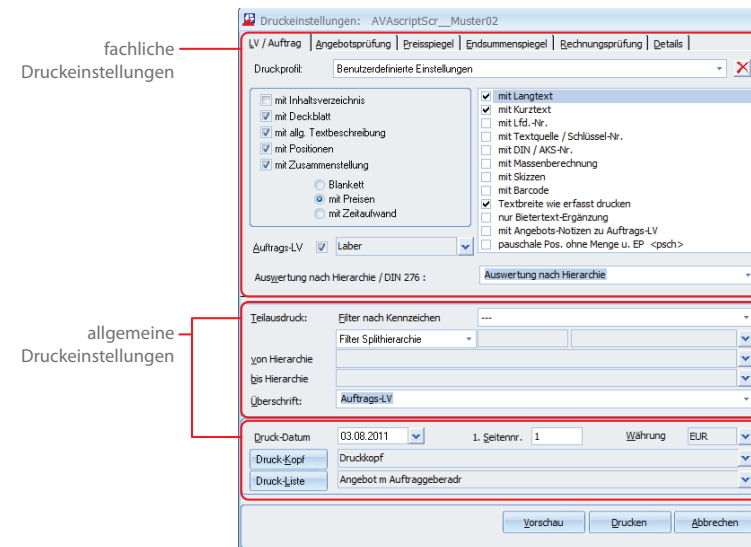 Druckeinstellungen: AVAscriptScr__Muster02
fachliche
Druckeinstellungen
LV / Auftrag Angebotsprüfung Preisspiegel Endsummenspiegel Rechnungsprüfung Details
Druckprofil: Benutzerdefinierte Einstellungen
mit Inhaltsverzeichnis
mit Deckblatt
mit allg. Textbeschreibung
mit Positionen
mit Zusammenstellung
Blankett
mit Preisen
mit Zeitaufwand
mit Langtext
mit Kurztext
mit Lfd.-Nr.
mit Textquelle / Schlüssel-Nr.
mit DIN / AKS-Nr.
mit Massenberechnung
mit Skizzen
mit Barcode
Textbreite wie erfasst drucken
nur Bietertext-Ergänzung
mit Angebots-Notizen zu Auftrags-LV
pauschale Pos. ohne Menge u. EP <psch>
Auftrags-LV Laber
Auswertung nach Hierarchie / DIN 276 : Auswertung nach Hierarchie
allgemeine
Druckeinstellungen
Teilausdruck: Filter nach Kennzeichen ---
Filter Splithierarchie
von Hierarchie
bis Hierarchie
Überschrift: Auftrags-LV
Druck-Datum 03.08.2011 1. Seitennr. 1 Währung EUR
Druck-Kopf Druckkopf
Druck-Liste Angebot m Auftraggeberadr
Vorschau Drucken Abbrechen